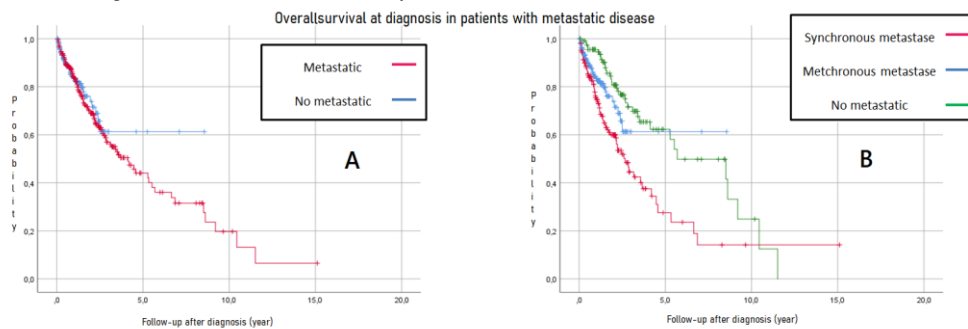 Overallsurvival at diagnosis in patients with metastatic disease
Probability
1,0
0,8
0,6
0,4
0,2
0,0
Metastatic
No metastatic
A
,0 5,0 10,0 15,0 20,0
Follow-up after diagnosis (year)
Probability
1,0
0,8
0,6
0,4
0,2
0,0
Synchronous metastase
Metchronous metastase
No metastatic
B
,0 5,0 10,0 15,0 20,0
Follow-up after diagnosis (year)